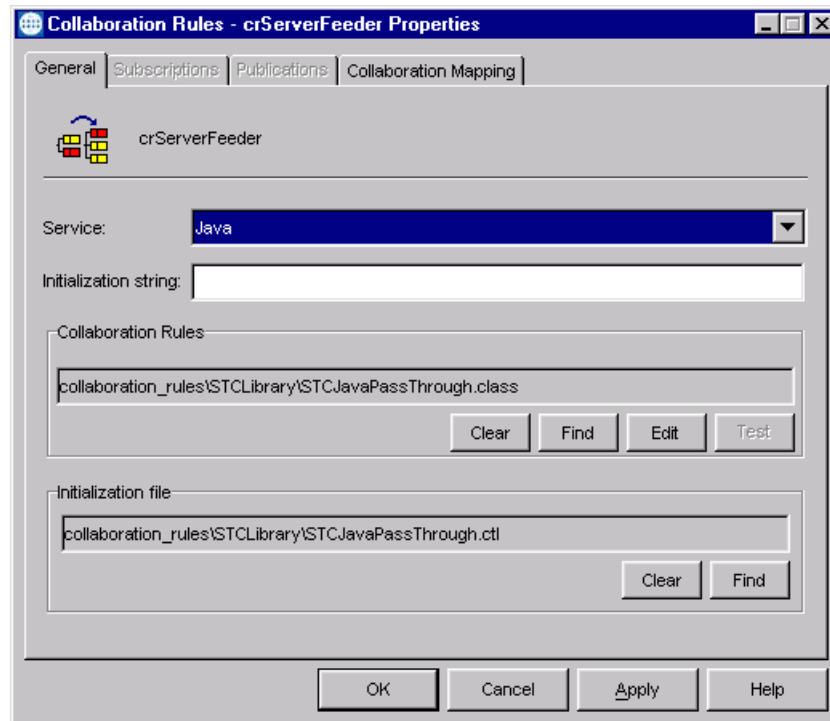 Collaboration Rules - crServerFeeder Properties
General Subscriptions Publications Collaboration Mapping
crServerFeeder
Service: Java
Initialization string:
Collaboration Rules
collaboration_rules\STCLibrary\STCJavaPassThrough.class
Clear Find Edit Test
Initialization file
collaboration_rules\STCLibrary\STCJavaPassThrough.ctl
Clear Find
OK Cancel Apply Help